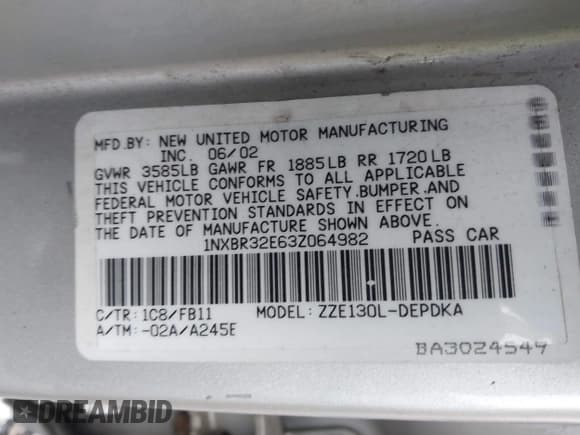 MFD.BY: NEW UNITED MOTOR MANUFACTURING
INC. 06/02
GVWR 3585LB GAWR FR 1885LB RR 1720LB
THIS VEHICLE CONFORMS TO ALL APPLICABLE
FEDERAL MOTOR VEHICLE SAFETY,BUMPER,AND
THEFT PREVENTION STANDARDS IN EFFECT ON
THE DATE OF MANUFACTURE SHOWN ABOVE.
1NXBR32E63Z064982 PASS CAR
C/TR:1C8/FB11 MODEL:ZZE130L-DEPDKA
A/TM:-02A/A245E
BA3024549
DREAMBID